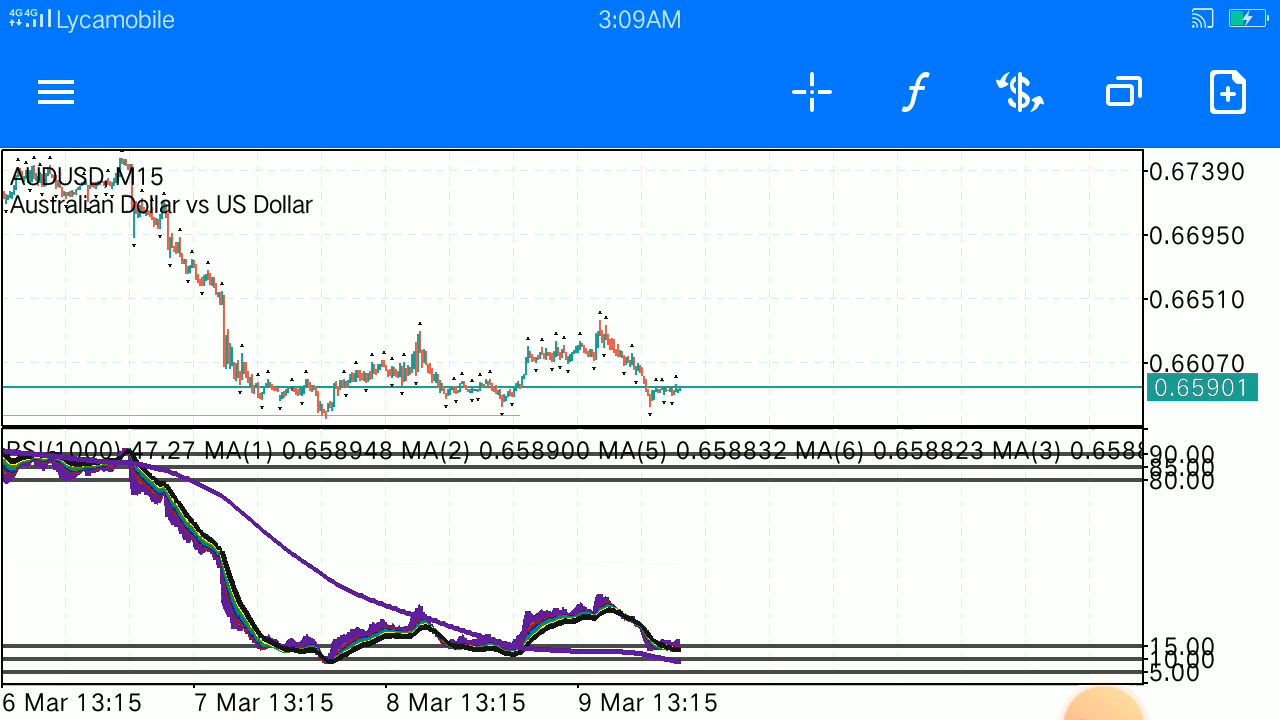 4G4G Lycamobile 3:09AM
AUDUSD, M15
Australian Dollar vs US Dollar
0.67390
0.66950
0.66510
0.66070
0.65901
RSI(1000) 47.27 MA(1) 0.658948 MA(2) 0.658900 MA(5) 0.658832 MA(6) 0.658823 MA(3) 0.6588
90.00
85.00
80.00
15.00
10.00
5.00
6 Mar 13:15 7 Mar 13:15 8 Mar 13:15 9 Mar 13:15